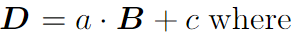 D = a · B + c where